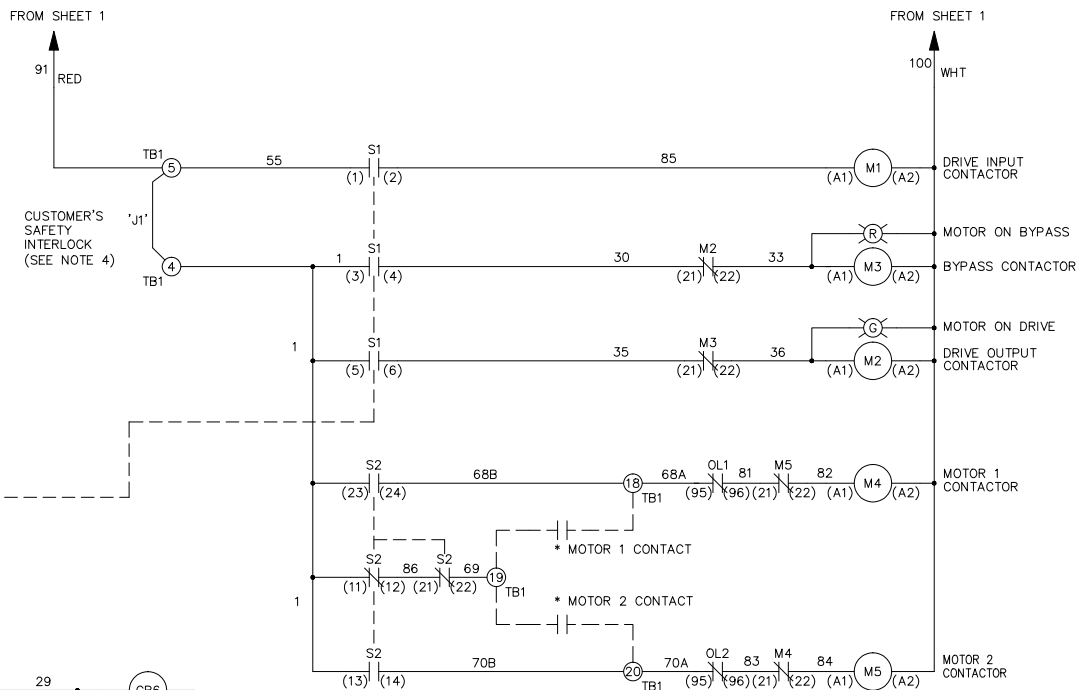 FROM SHEET 1
FROM SHEET 1
91
RED
100
WHT
TB1
5
55
S1
(1) (2)
85
M1
(A1) (A2)
DRIVE INPUT
CONTACTOR
CUSTOMER'S
SAFETY
INTERLOCK
(SEE NOTE 4)
'J1'
R
MOTOR ON BYPASS
4
TB1
1
S1
(3) (4)
30
M2
(21) (22)
33
M3
(A1) (A2)
BYPASS CONTACTOR
G
MOTOR ON DRIVE
1
S1
(5) (6)
35
M3
(21) (22)
36
M2
(A1) (A2)
DRIVE OUTPUT
CONTACTOR
S2
(23) (24)
68B
18
TB1
68A
OL1
(95) (96)
81
M5
(21) (22)
82
M4
(A1) (A2)
MOTOR 1
CONTACTOR
* MOTOR 1 CONTACT
S2
(11) (12)
86
S2
(21) (22)
69
19
TB1
* MOTOR 2 CONTACT
1
S2
(13) (14)
70B
20
TB1
70A
OL2
(95) (96)
83
M4
(21) (22)
84
M5
(A1) (A2)
MOTOR 2
CONTACTOR
29
CR6